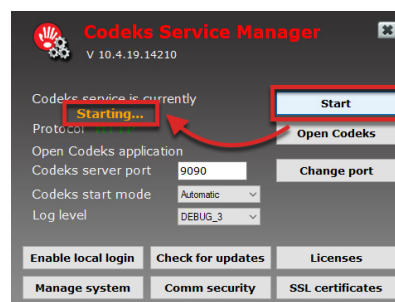 Codeks Service Manager
V 10.4.19.14210
Codeks service is currently
Starting...
Start
Protocol
Open Codeks
Open Codeks application
Codeks server port 9090
Change port
Codeks start mode Automatic
Log level DEBUG_3
Enable local login Check for updates Licenses
Manage system Comm security SSL certificates